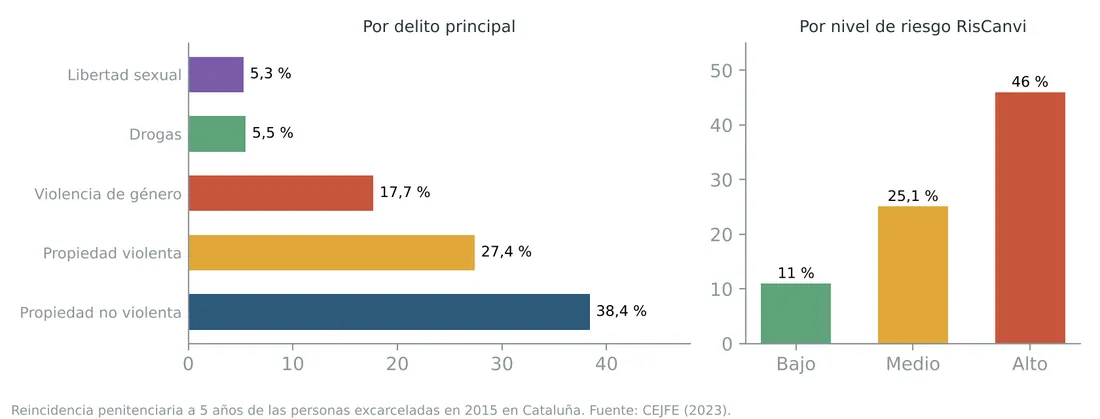 Por delito principal
Libertad sexual
5,3 %
Drogas
5,5 %
Violencia de género
17,7 %
Propiedad violenta
27,4 %
Propiedad no violenta
38,4 %
0 10 20 30 40
Por nivel de riesgo RisCanvi
50
40
30
20
10
0
11 %
25,1 %
46 %
Bajo Medio Alto
Reincidencia penitenciaria a 5 años de las personas excarceladas en 2015 en Cataluña. Fuente: CEJFE (2023).